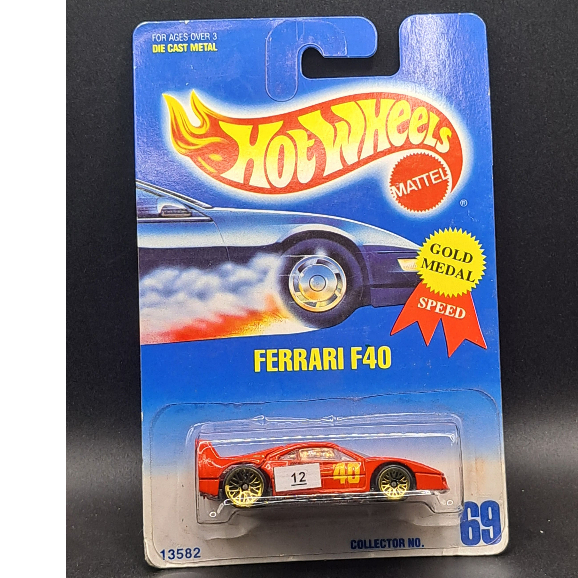 FOR AGES OVER 3
DIE CAST METAL
HOT WHEELS
MATTEL
®
GOLD
MEDAL
SPEED
FERRARI F40
12
40
13582
COLLECTOR NO.
69